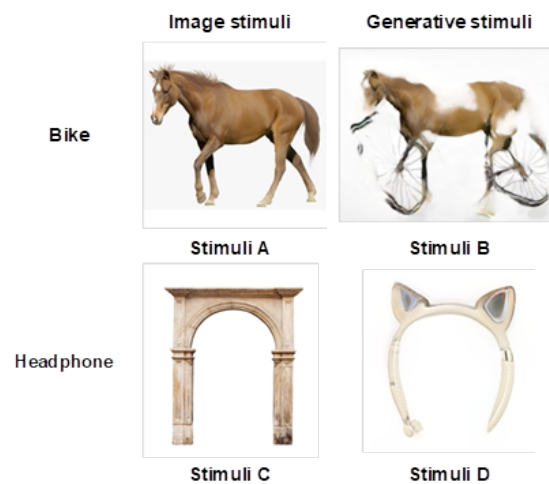 Image stimuli Generative stimuli
Bike
Stimuli A Stimuli B
Headphone
Stimuli C Stimuli D